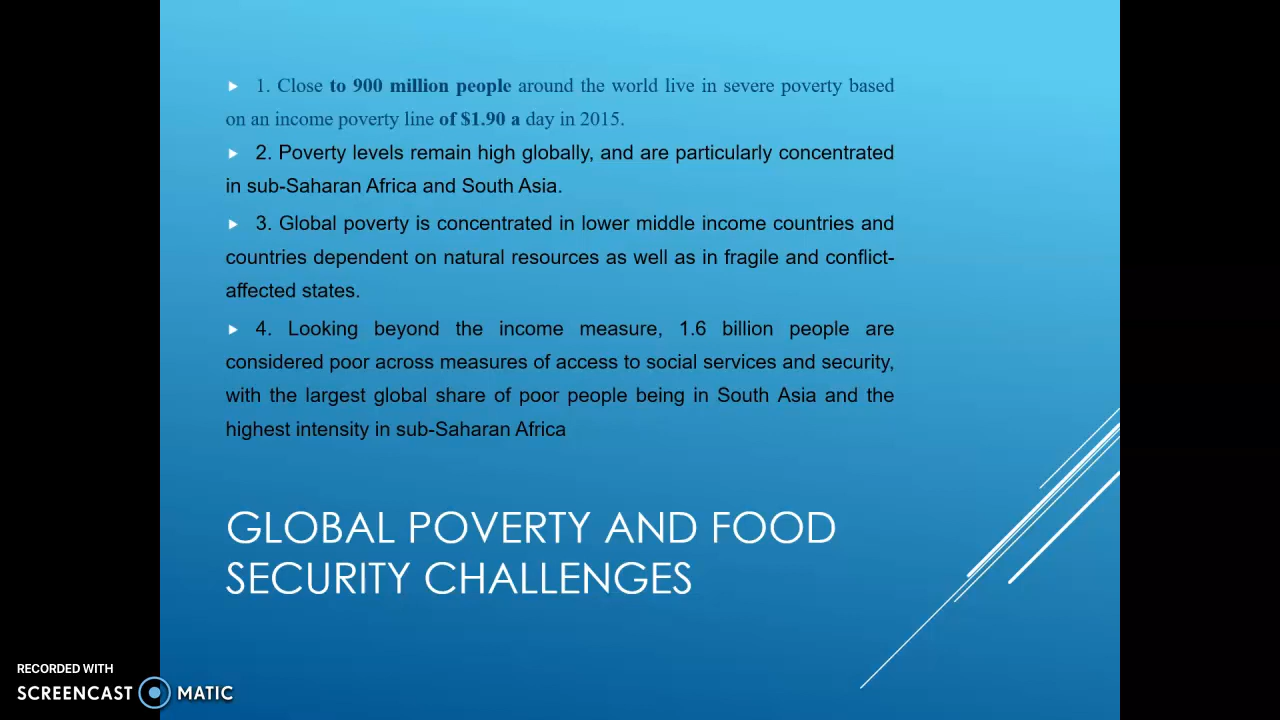 1. Close to 900 million people around the world live in severe poverty based
on an income poverty line of $1.90 a day in 2015.
2. Poverty levels remain high globally, and are particularly concentrated
in sub-Saharan Africa and South Asia.
3. Global poverty is concentrated in lower middle income countries and
countries dependent on natural resources as well as in fragile and conflict-
affected states.
4. Looking beyond the income measure, 1.6 billion people are
considered poor across measures of access to social services and security,
with the largest global share of poor people being in South Asia and the
highest intensity in sub-Saharan Africa
GLOBAL POVERTY AND FOOD
SECURITY CHALLENGES
RECORDED WITH
SCREENCAST MATIC